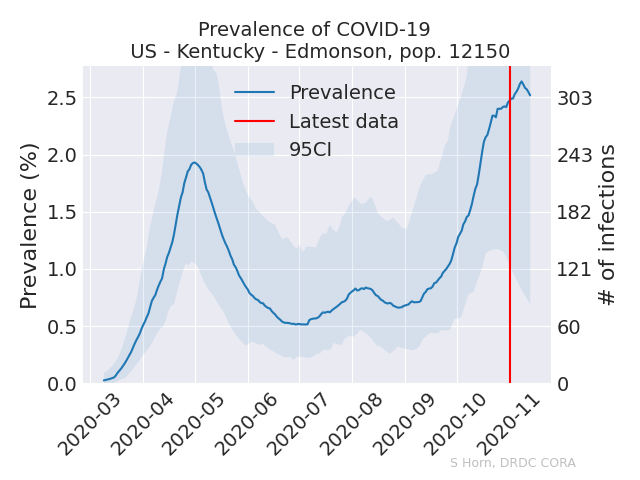 Prevalence of COVID-19
US - Kentucky - Edmonson, pop. 12150
Prevalence
Latest data
95CI
Prevalence (%)
2.5
2.0
1.5
1.0
0.5
0.0
303
243
182
121
60
0
# of infections
2020-03
2020-04
2020-05
2020-06
2020-07
2020-08
2020-09
2020-10
2020-11
S Horn, DRDC CORA